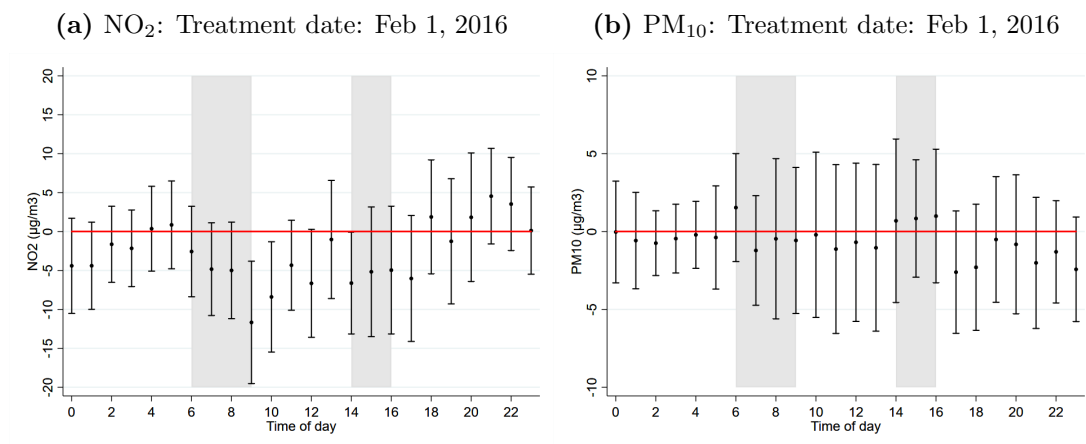 (a) NO₂: Treatment date: Feb 1, 2016
20
15
10
5
0
-5
-10
-15
-20
NO2 (µg/m3)
0 2 4 6 8 10 12 14 16 18 20 22
Time of day
(b) PM₁₀: Treatment date: Feb 1, 2016
10
5
0
-5
-10
PM10 (µg/m3)
0 2 4 6 8 10 12 14 16 18 20 22
Time of day